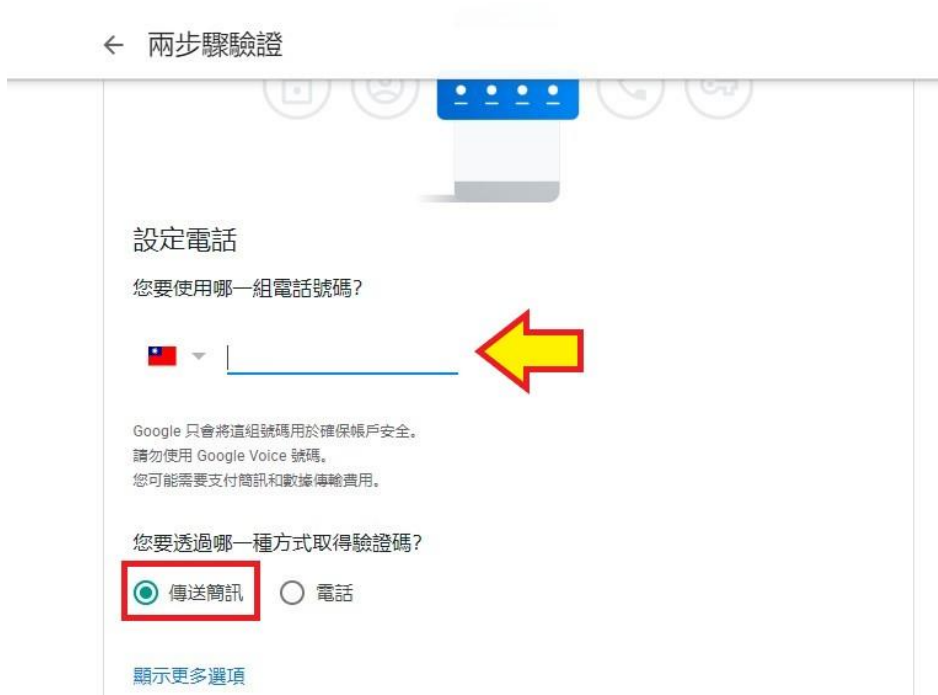 兩步驟驗證
設定電話
您要使用哪一組電話號碼?
Google 只會將這組號碼用於確保帳戶安全。
請勿使用 Google Voice 號碼。
您可能需要支付簡訊和數據傳輸費用。
您要透過哪一種方式取得驗證碼?
傳送簡訊 電話
顯示更多選項